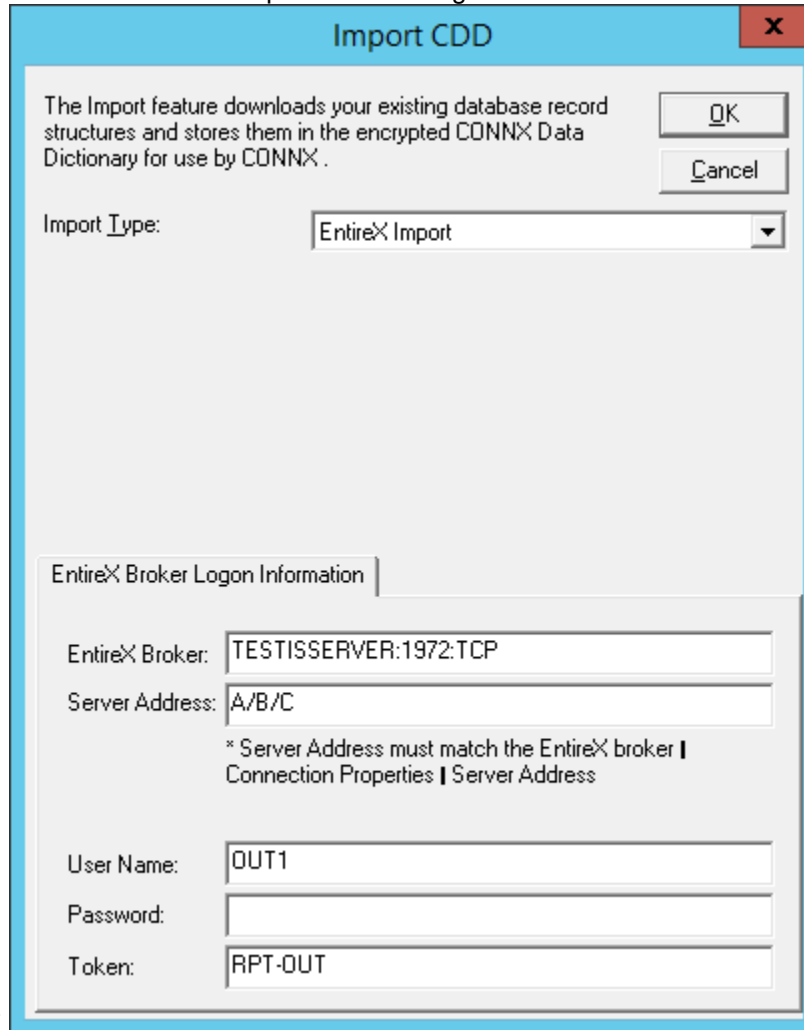 Import CDD
x
The Import feature downloads your existing database record
structures and stores them in the encrypted CONNX Data
Dictionary for use by CONNX .
OK
Cancel
Import Type:
EntireX Import
EntireX Broker Logon Information
EntireX Broker:
TESTISSERVER:1972:TCP
Server Address:
A/B/C
* Server Address must match the EntireX broker |
Connection Properties | Server Address
User Name:
OUT1
Password:
Token:
RPT-OUT